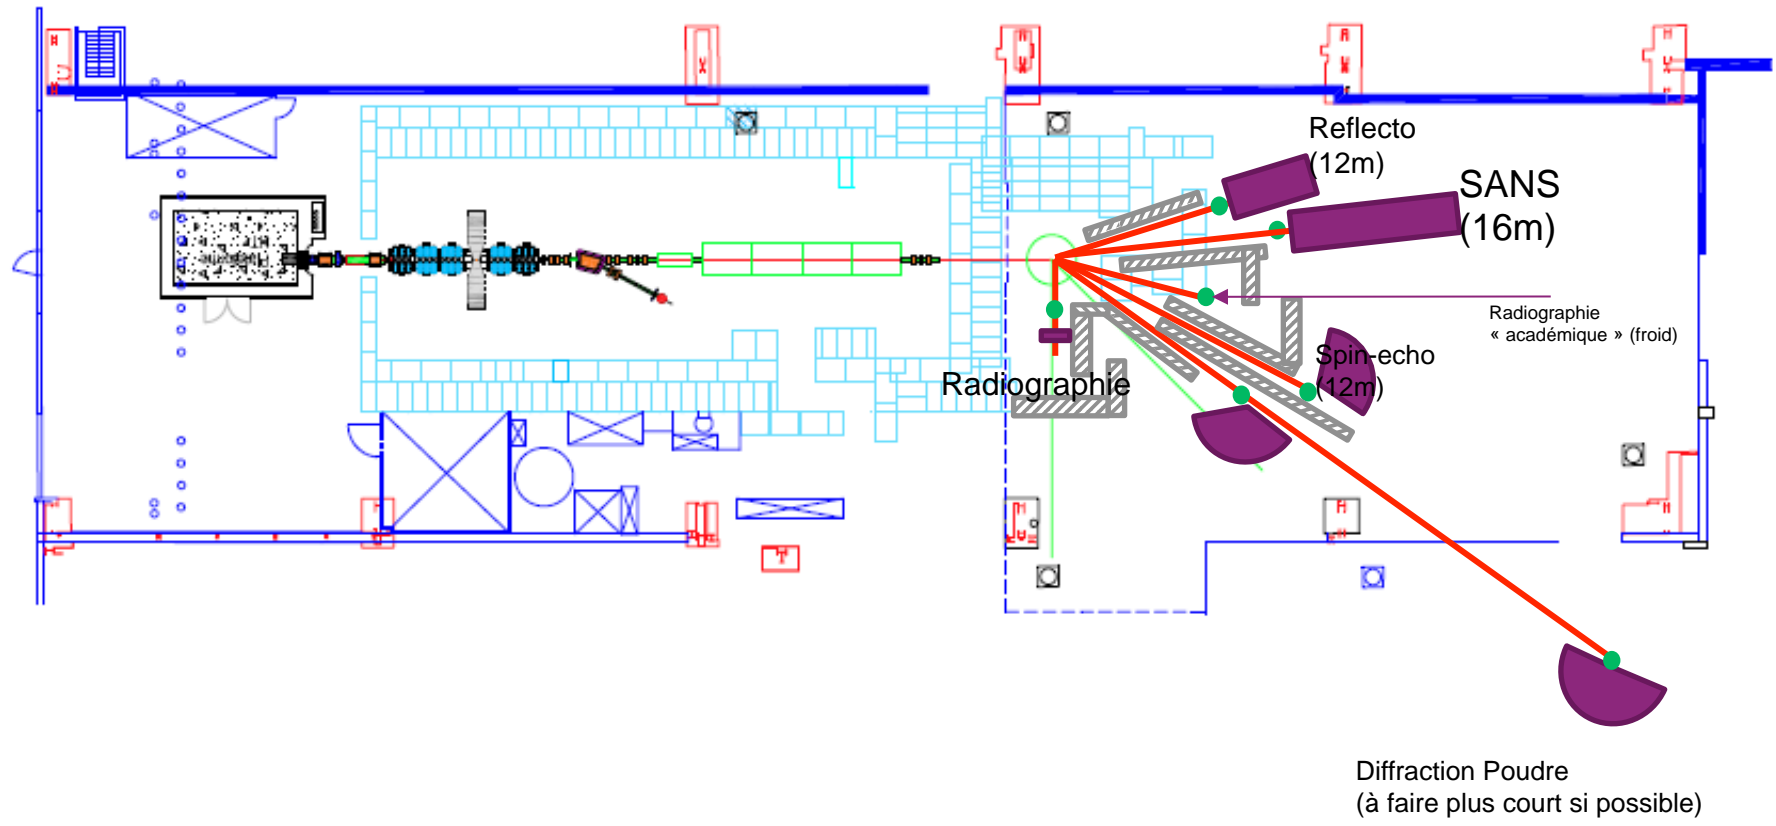 Reflecto
(12m)
SANS
(16m)
Radiographie
« académique » (froid)
Spin-echo
(12m)
Radiographie
Diffraction Poudre
(à faire plus court si possible)